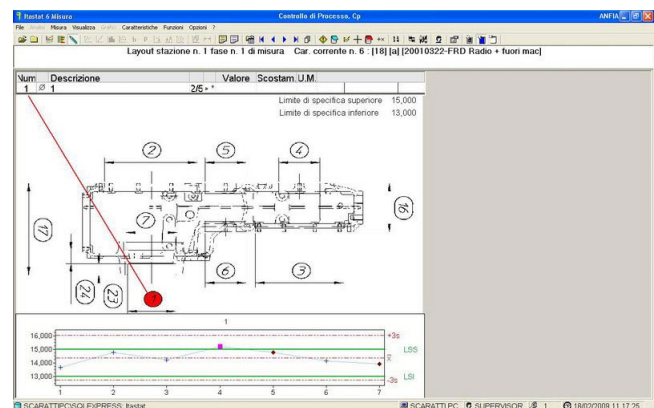 Itastat 6 Misura Controllo di Processo, Cp ANFIA
File Analisi Misura Visualizza Grafici Caratteristiche Funzioni Opzioni ?
Layout stazione n. 1 fase n. 1 di misura Car. corrente n. 6 : [18] [a] [20010322-FRD Radio + fuori mac]
Num Descrizione Valore Scostam. U.M.
1 Ø 1 2/5 » *
Limite di specifica superiore 15,000
Limite di specifica inferiore 13,000
2 5 4
17 7 16
6 3
24 23 1
1
16,000 +3s
15,000 LSS
14,000 X
13,000 LSI
-3s
1 2 3 4 5 6 7
SCARATTIPC\SQLEXPRESS: Itastat SCARATTI PC SUPERVISOR 1 18/02/2009 11.17.25